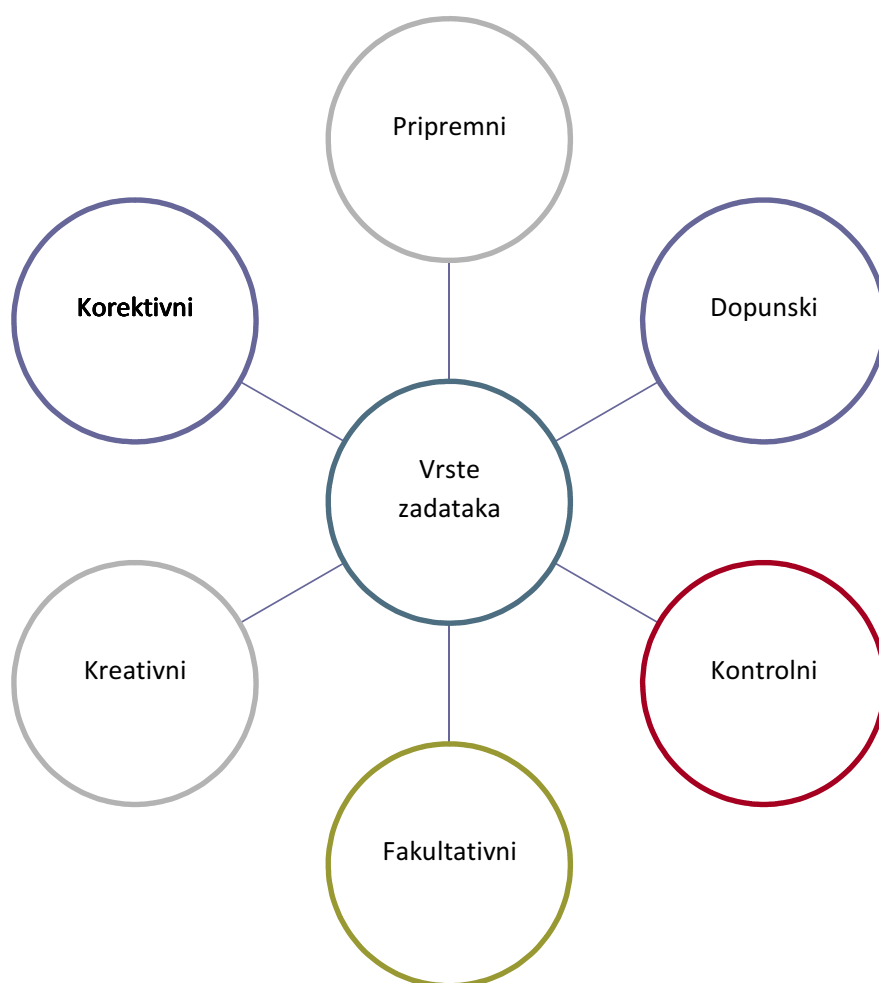 Pripremni
Korektivni
Dopunski
Vrste
zadataka
Kreativni
Kontrolni
Fakultativni